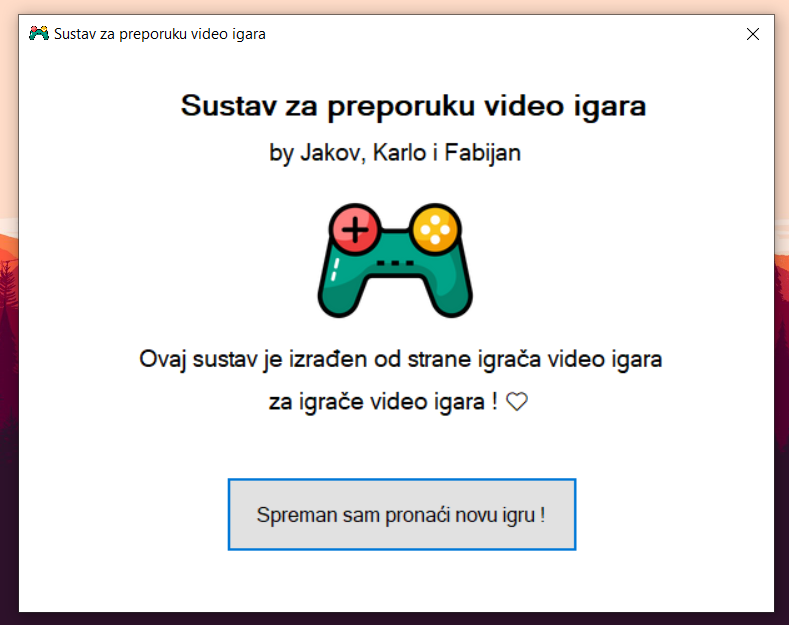 Sustav za preporuku video igara
Sustav za preporuku video igara
by Jakov, Karlo i Fabijan
Ovaj sustav je izrađen od strane igrača video igara
za igrače video igara ! ♡
Spreman sam pronaći novu igru !